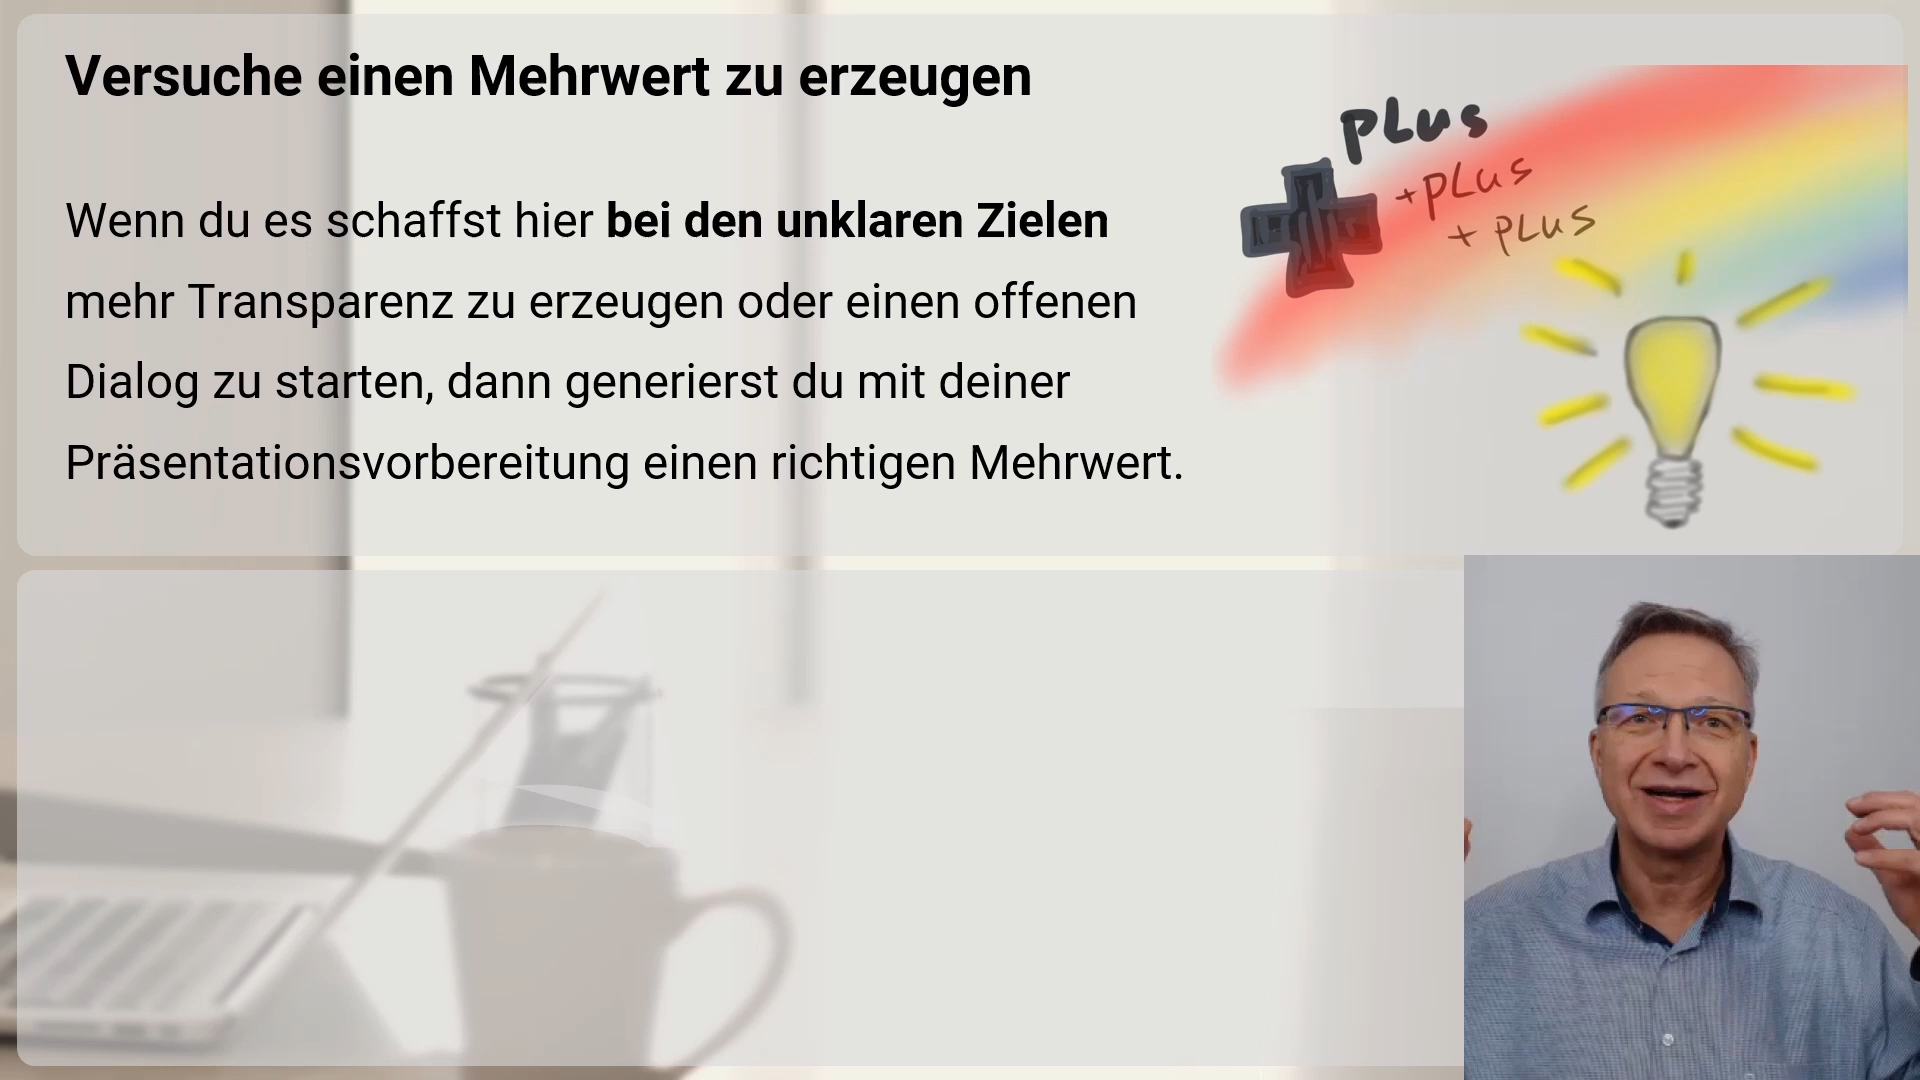 Versuche einen Mehrwert zu erzeugen
Wenn du es schaffst hier bei den unklaren Zielen
mehr Transparenz zu erzeugen oder einen offenen
Dialog zu starten, dann generierst du mit deiner
Präsentationsvorbereitung einen richtigen Mehrwert.
pLus
+pLus
+ pLus